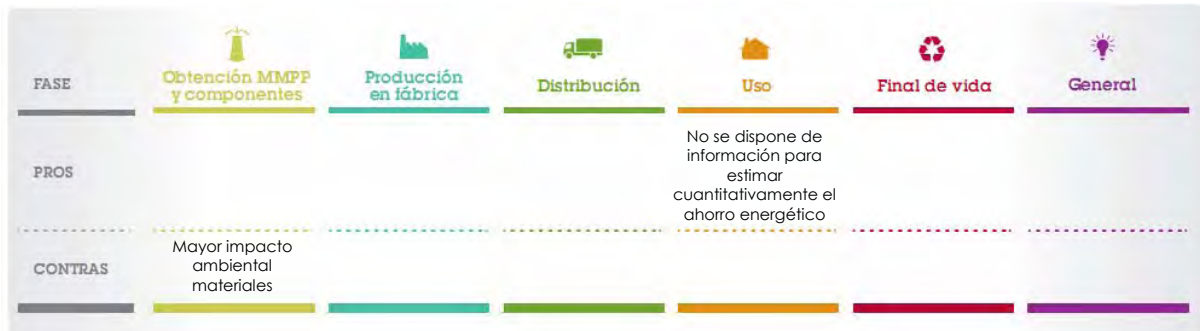 FASE
Obtención MMPP
y componentes
Producción
en fábrica
Distribución
Uso
Final de vida
General
PROS
No se dispone de
información para
estimar
cuantitativamente el
ahorro energético
CONTRAS
Mayor impacto
ambiental
materiales